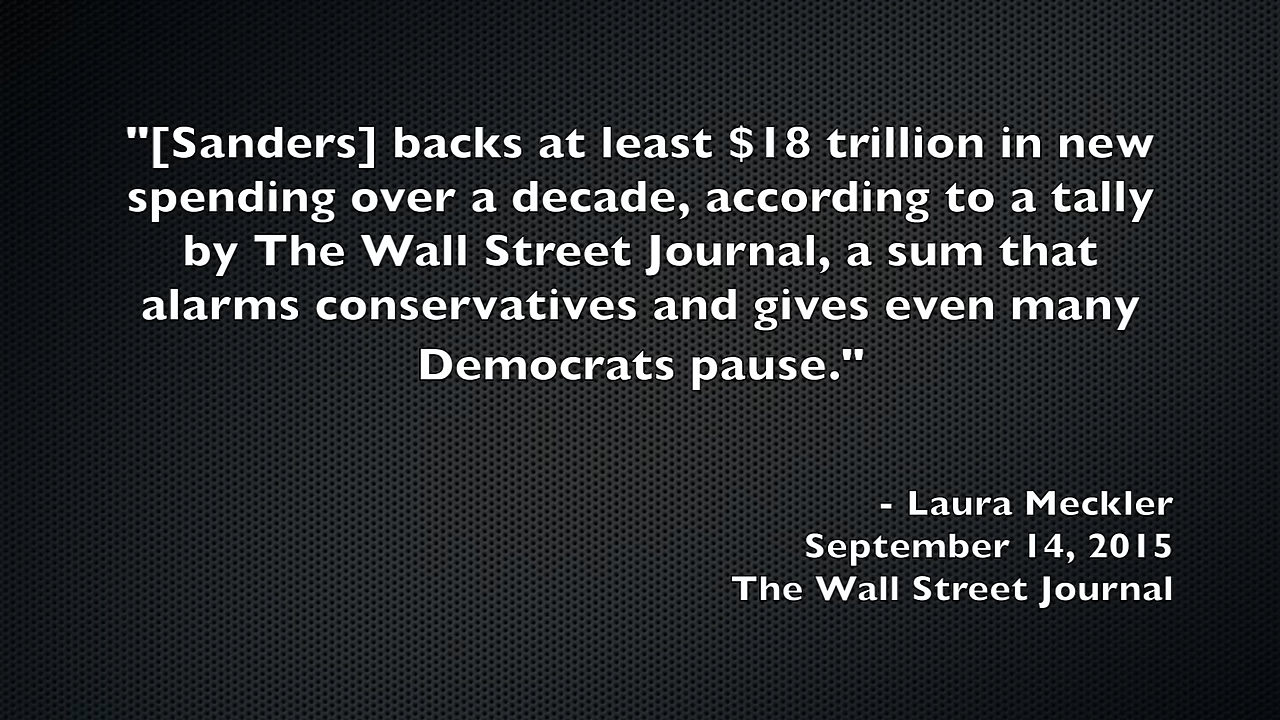 "[Sanders] backs at least $18 trillion in new
spending over a decade, according to a tally
by The Wall Street Journal, a sum that
alarms conservatives and gives even many
Democrats pause."
- Laura Meckler
September 14, 2015
The Wall Street Journal